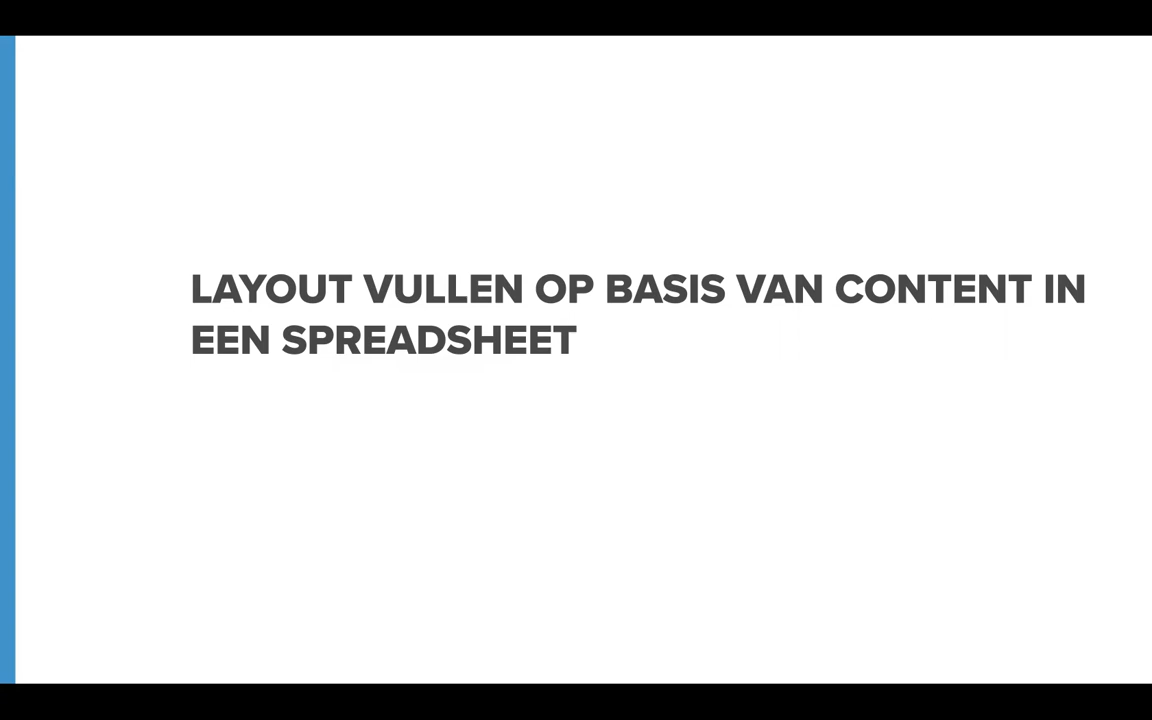 LAYOUT VULLEN OP BASIS VAN CONTENT IN
EEN SPREADSHEET